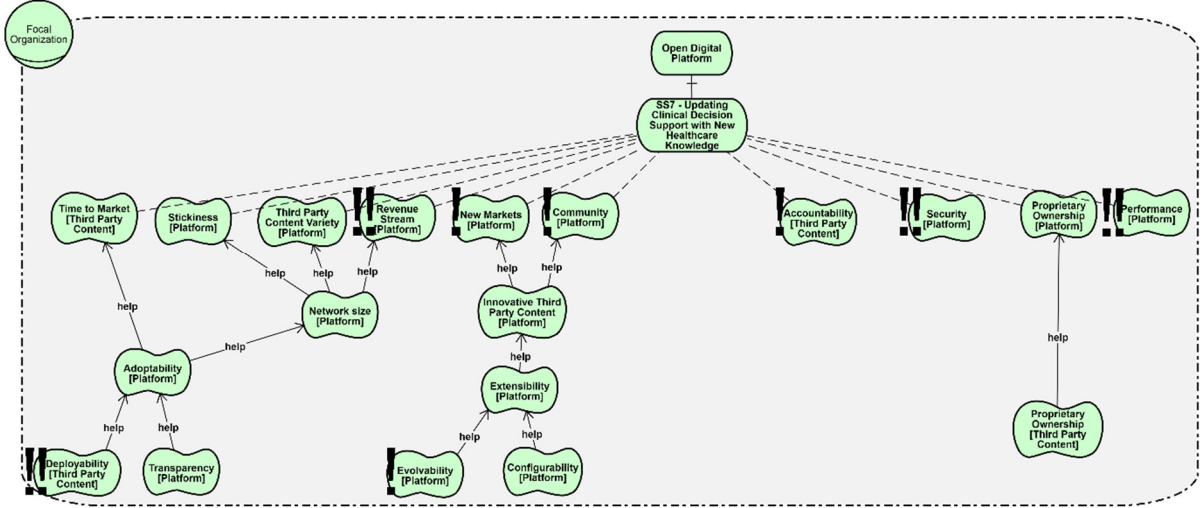 Focal
Organization
Open Digital
Platform
SS7 - Updating
Clinical Decision
Support with New
Healthcare
Knowledge
Time to Market
[Third Party
Content]
Stickiness
[Platform]
Third Party
Content Variety
[Platform]
!!
Revenue
Stream
[Platform]
!
New Markets
[Platform]
!
Community
[Platform]
!
Accountability
[Third Party
Content]
!!
Security
[Platform]
Proprietary
Ownership
[Platform]
!!
Performance
[Platform]
help
help
help
help
help
Network size
[Platform]
Innovative Third
Party Content
[Platform]
help
help
help
help
Adoptability
[Platform]
Extensibility
[Platform]
help
help
help
help
Proprietary
Ownership
[Third Party
Content]
!!
Deployability
[Third Party
Content]
Transparency
[Platform]
!
Evolvability
[Platform]
Configurability
[Platform]